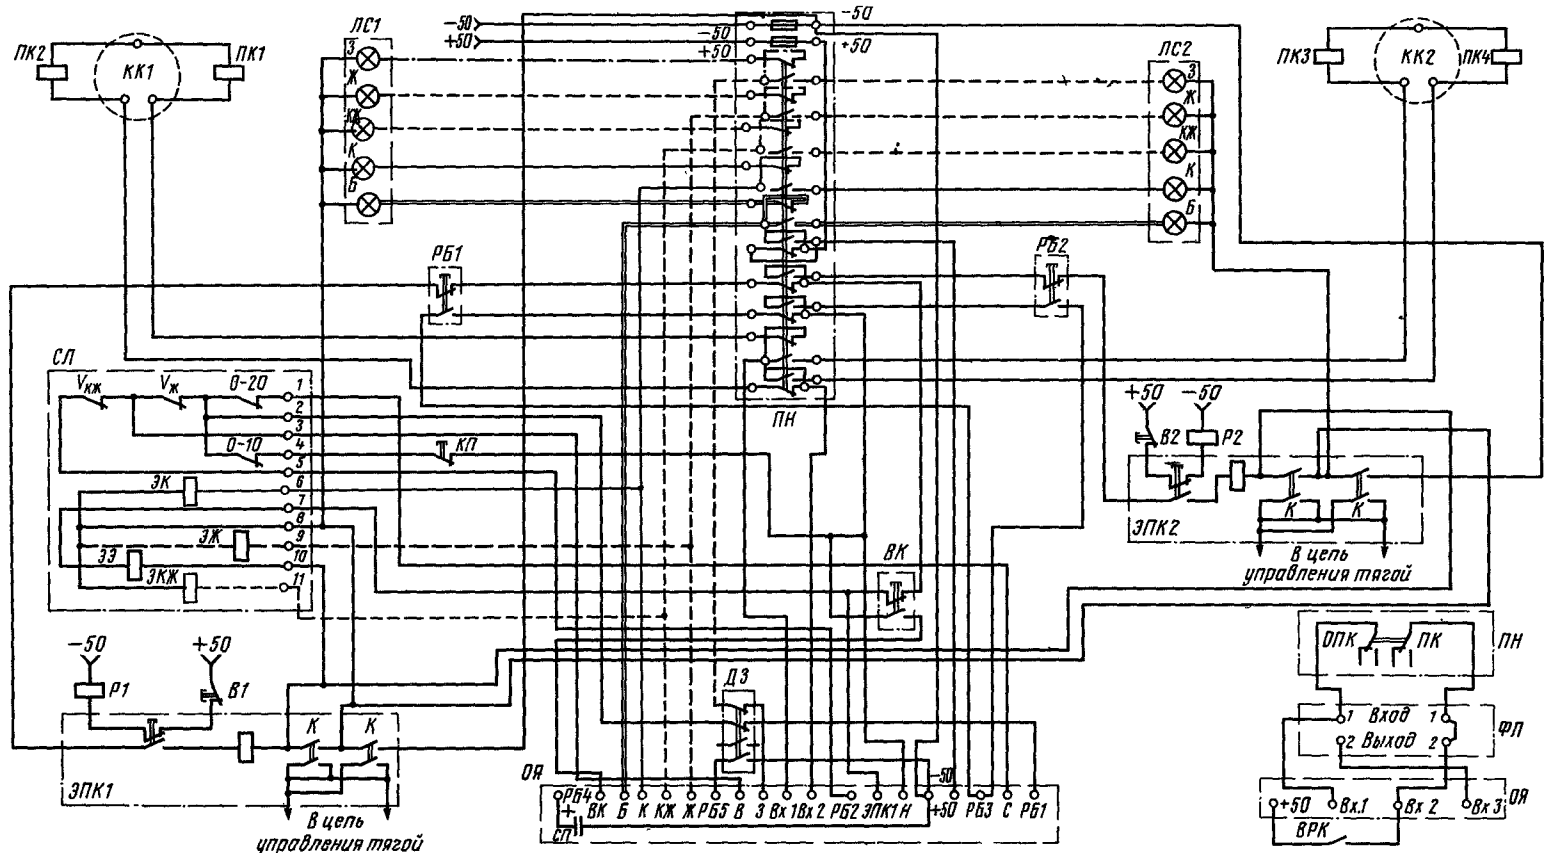 ПК2
КК1
ПК1
ЛС1
З
Ж
КЖ
К
Б
−50
+50
−50
+50
−50
+50
ЛС2
З
Ж
КЖ
К
Б
ПК3
КК2
ПК4
РБ1
РБ2
ПН
СЛ
Vкж
Vж
0-20
1
2
3
0-10
4
КП
5
ЭК
6
7
8
ЭЖ
9
ЗЭ
10
ЭКЖ
11
+50
−50
В2
Р2
К
К
ЭПК2
В цепь
управления тягой
ВК
−50
+50
Р1
В1
К
К
ЭПК1
В цепь
управления тягой
ДЗ
ОЯ
−50
РБ4
ВК
Б
К
КЖ
Ж
РБ5
В
З
Вх 1
Вх 2
РБ2
ЭПК1
Н
+50
РБ3
С
РБ1
+
СП
ОПК
ПК
ПН
1
Вход
1
2
Выход
2
ФП
ОЯ
+50
Вх.1
Вх 2
Вх 3
ВРК